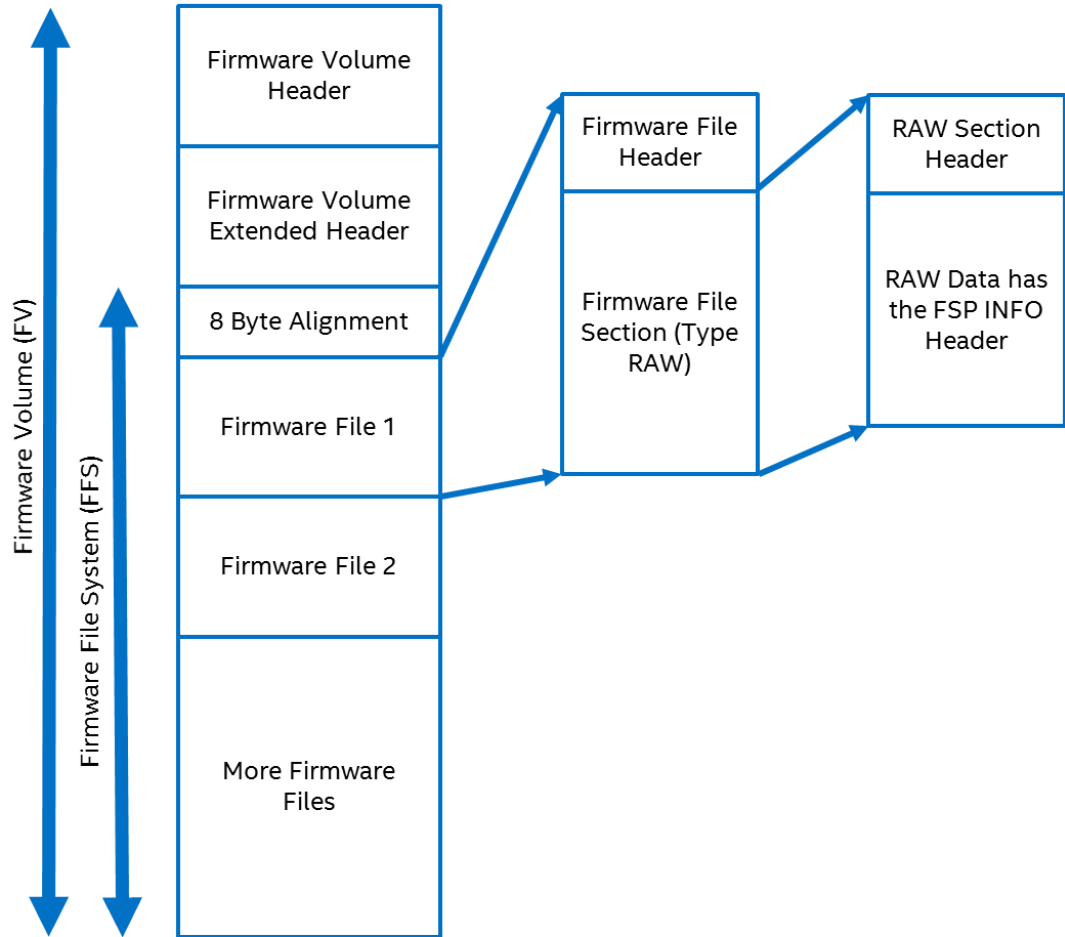 Firmware Volume (FV)
Firmware File System (FFS)
Firmware Volume
Header
Firmware Volume
Extended Header
8 Byte Alignment
Firmware File 1
Firmware File 2
More Firmware
Files
Firmware File
Header
Firmware File
Section (Type
RAW)
RAW Section
Header
RAW Data has
the FSP INFO
Header